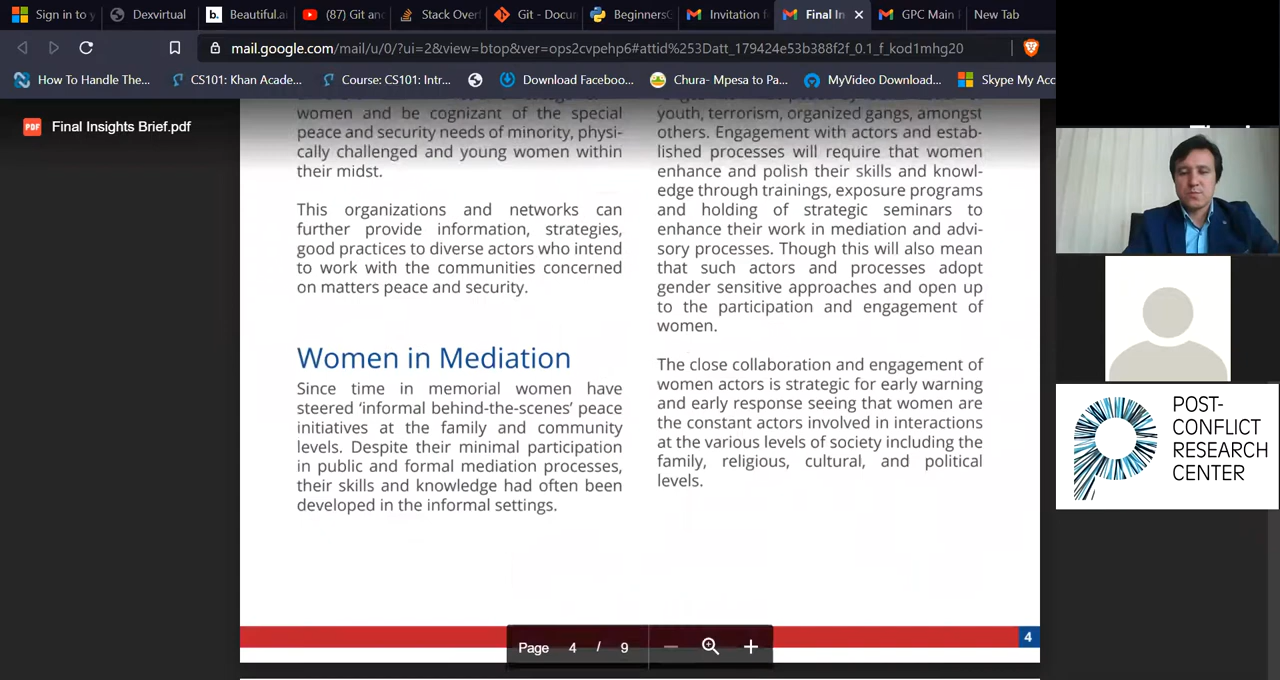 Sign in to y
Dexvirtual
Beautiful.a
(87) Git and
Stack Over
Git - Docu
Beginners
Invitation f
Final In
GPC Main
New Tab
mail.google.com/mail/u/0/?ui=2&view=btop&ver=ops2cvpehp6#attid%253Datt_179424e53b388f2f_0.1_f_kod1mhg20
How To Handle The...
CS101: Khan Acade...
Course: CS101: Intr...
Download Faceboo...
Chura- Mpesa to Pa...
MyVideo Download...
Skype My Acc
PDF
Final Insights Brief.pdf
women and be cognizant of the special
peace and security needs of minority, physi-
cally challenged and young women within
their midst.
This organizations and networks can
further provide information, strategies,
good practices to diverse actors who intend
to work with the communities concerned
on matters peace and security.
Women in Mediation
Since time in memorial women have
steered ‘informal behind-the-scenes’ peace
initiatives at the family and community
levels. Despite their minimal participation
in public and formal mediation processes,
their skills and knowledge had often been
developed in the informal settings.
youth, terrorism, organized gangs, amongst
others. Engagement with actors and estab-
lished processes will require that women
enhance and polish their skills and knowl-
edge through trainings, exposure programs
and holding of strategic seminars to
enhance their work in mediation and advi-
sory processes. Though this will also mean
that such actors and processes adopt
gender sensitive approaches and open up
to the participation and engagement of
women.
The close collaboration and engagement of
women actors is strategic for early warning
and early response seeing that women are
the constant actors involved in interactions
at the various levels of society including the
family, religious, cultural, and political
levels.
4
Page 4 / 9
POST-
CONFLICT
RESEARCH
CENTER